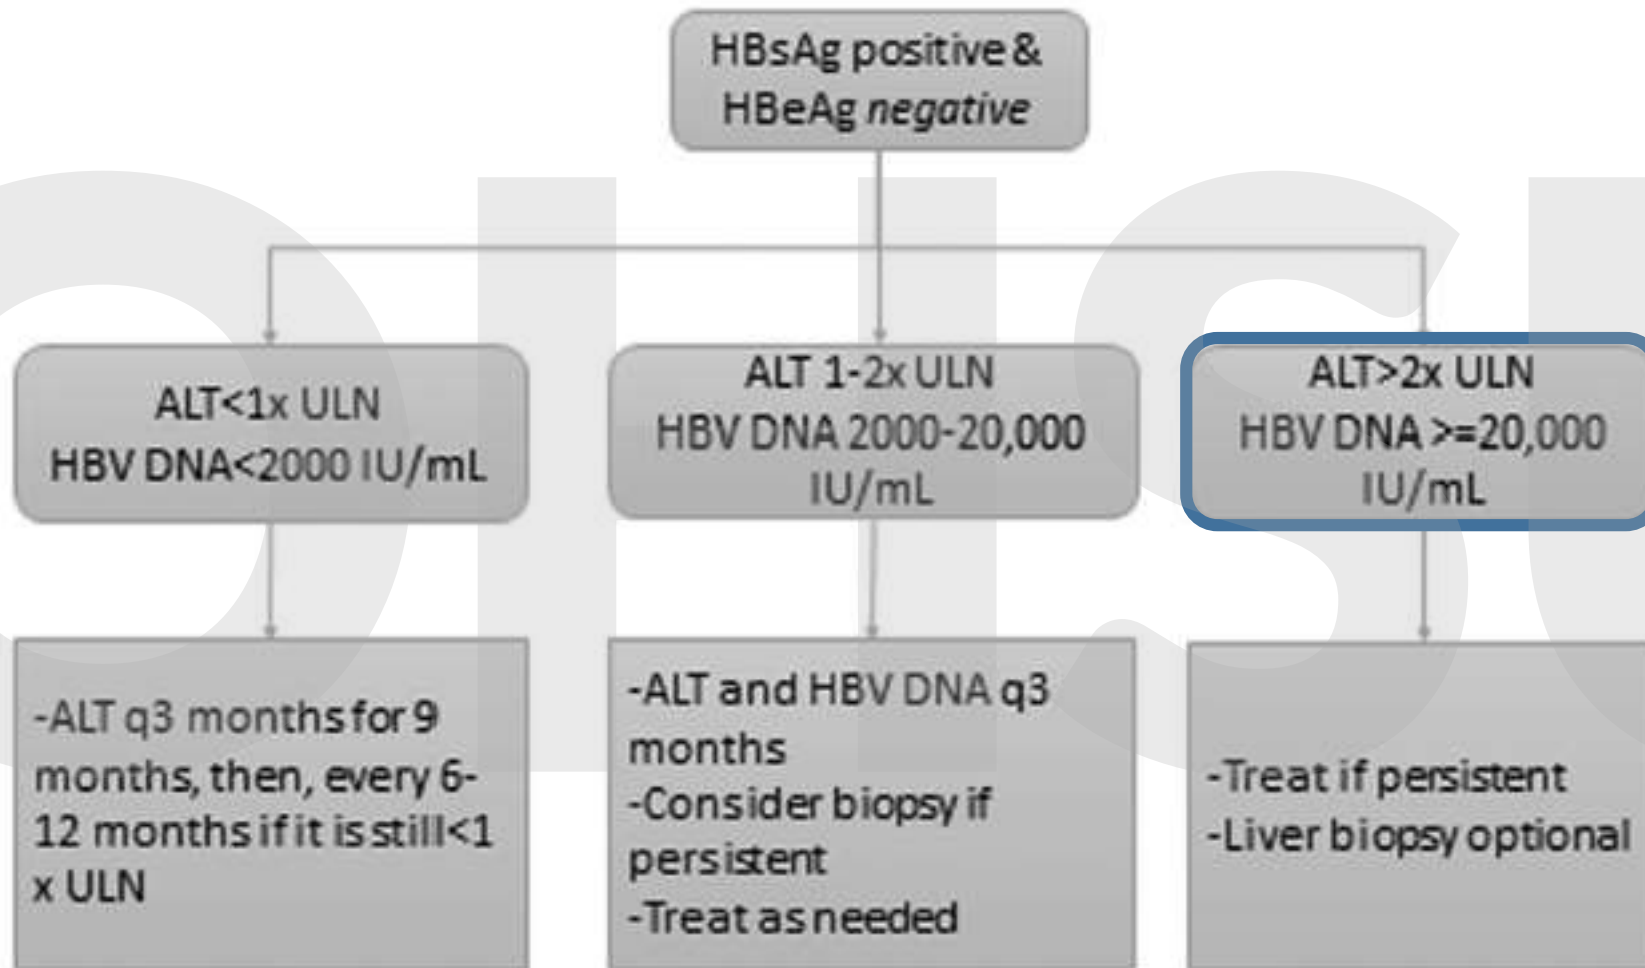 HBsAg positive &
HBeAg negative
ALT<1x ULN
HBV DNA<2000 IU/mL
ALT 1-2x ULN
HBV DNA 2000-20,000
IU/mL
ALT>2x ULN
HBV DNA >=20,000
IU/mL
-ALT q3 months for 9
months, then, every 6-
12 months if it is still<1
x ULN
-ALT and HBV DNA q3
months
-Consider biopsy if
persistent
-Treat as needed
-Treat if persistent
-Liver biopsy optional